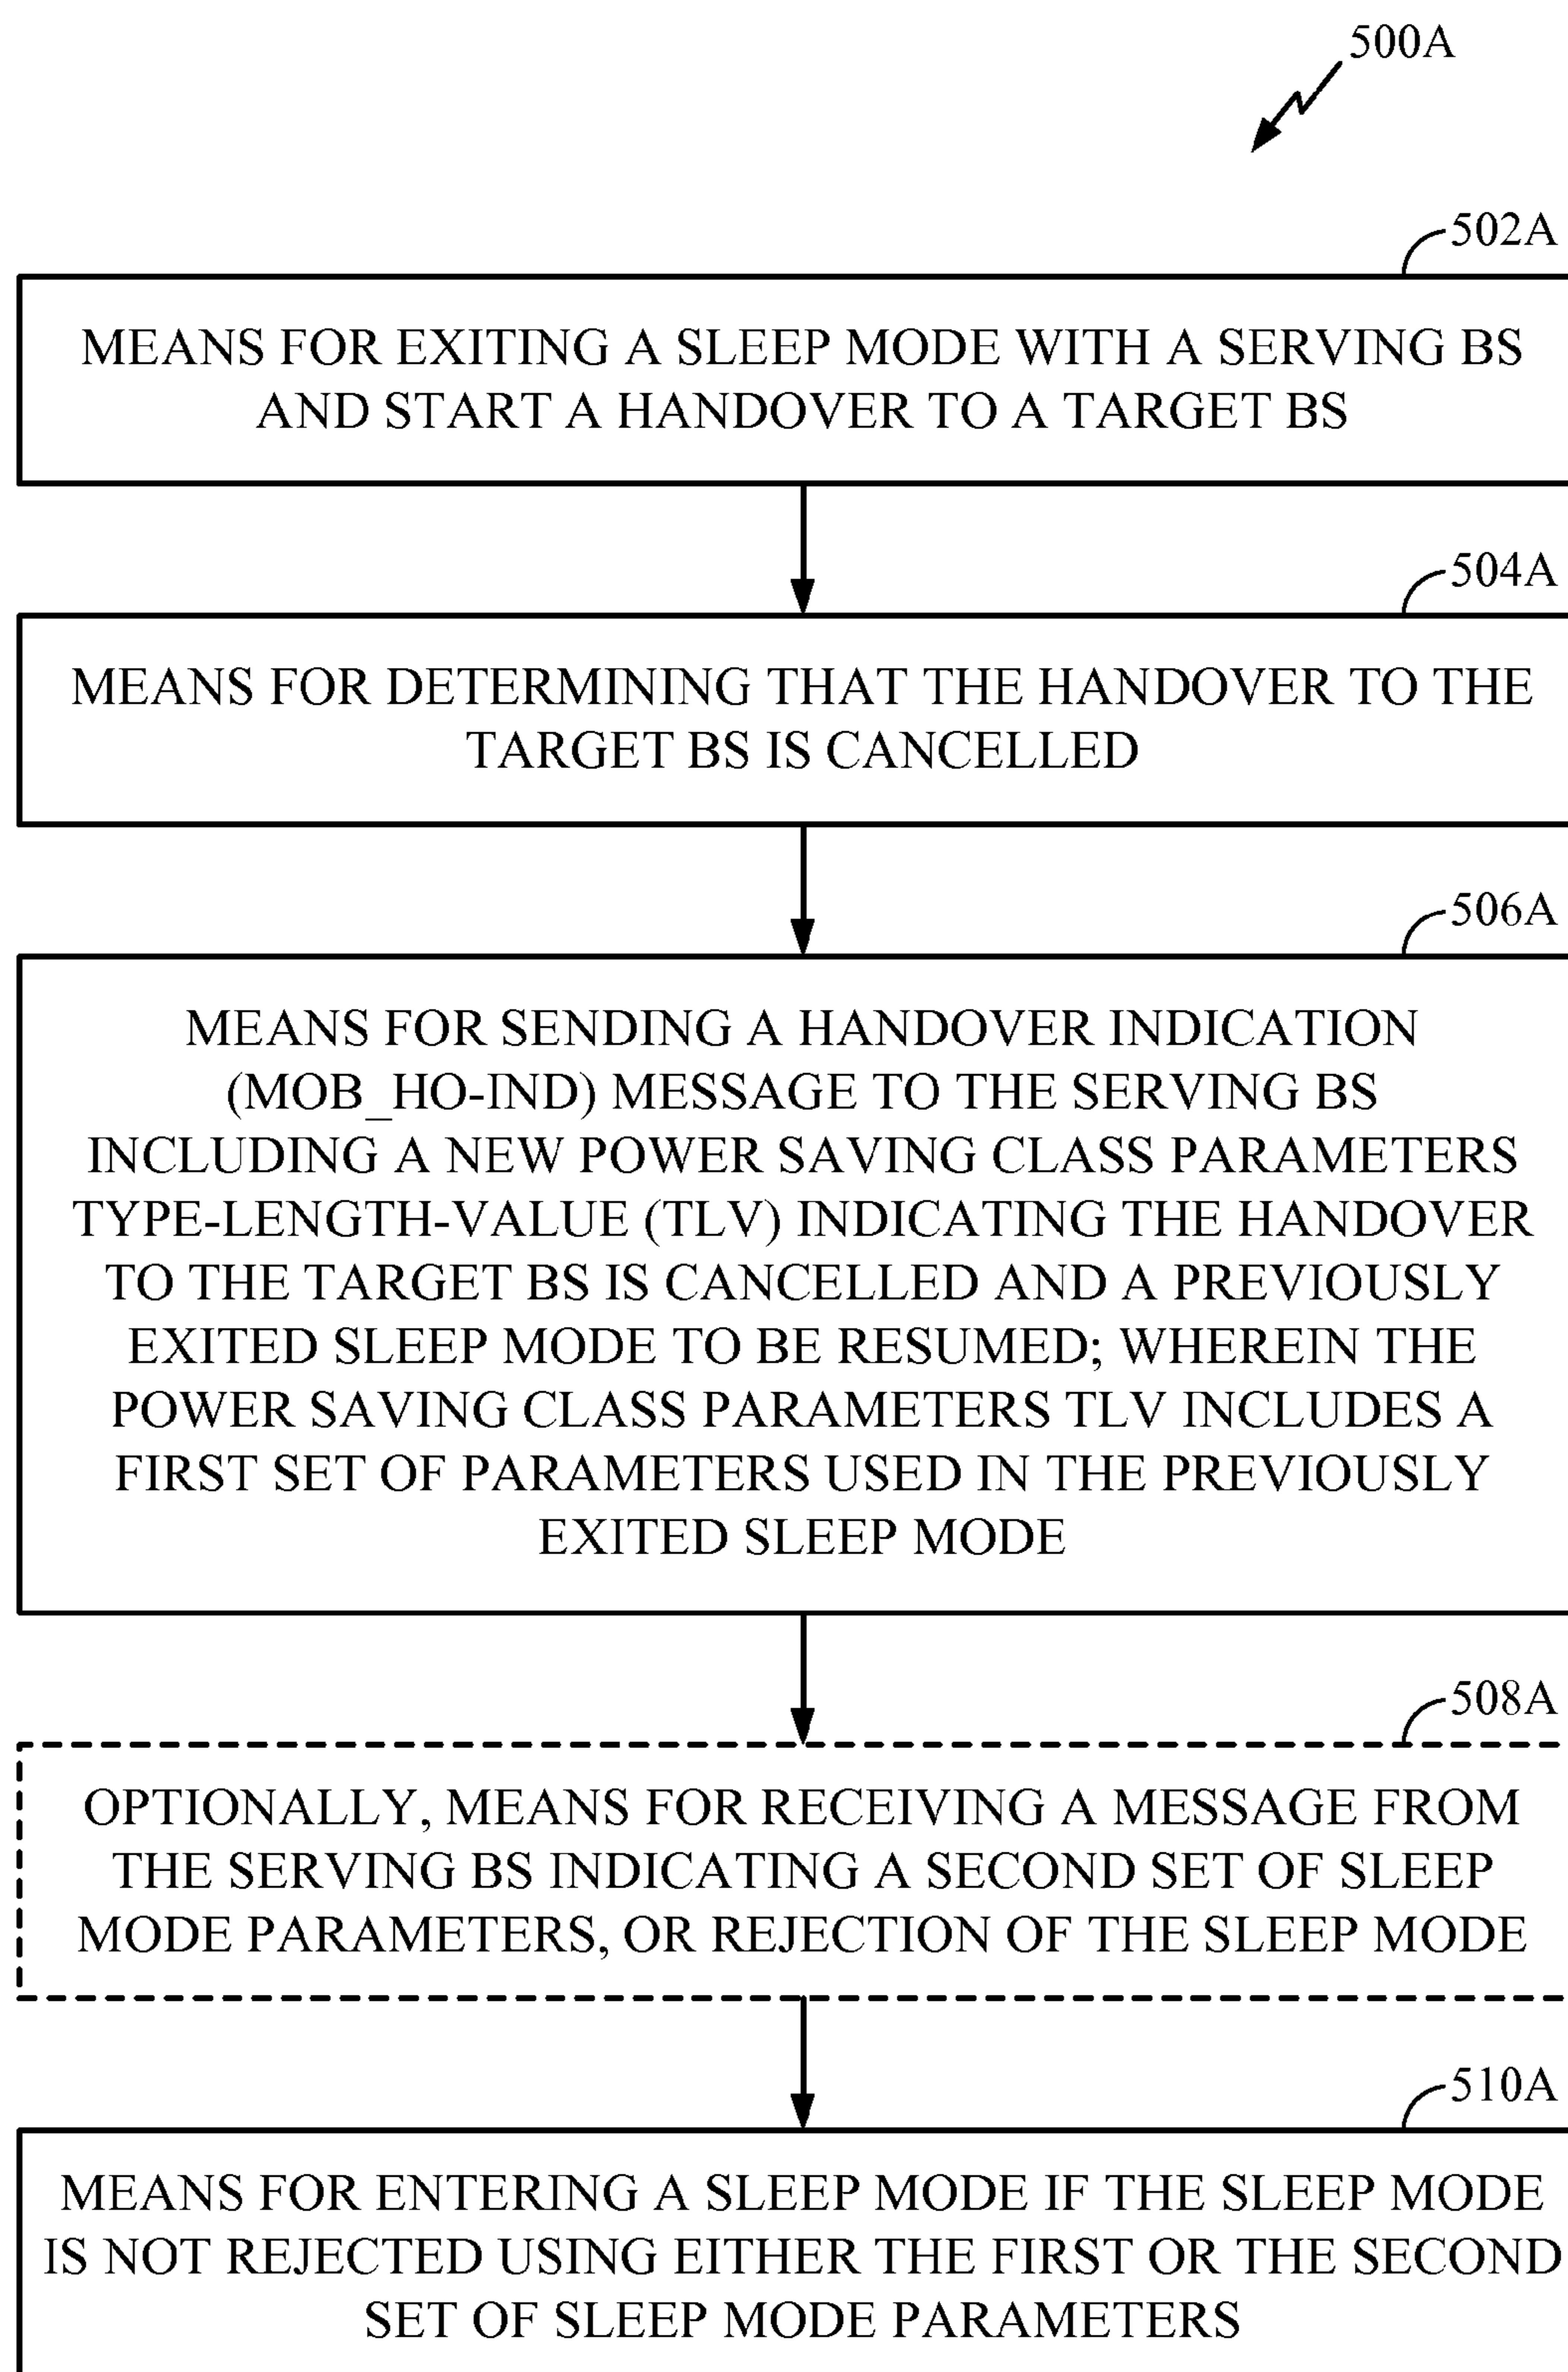 500A
502A
MEANS FOR EXITING A SLEEP MODE WITH A SERVING BS
AND START A HANDOVER TO A TARGET BS
504A
MEANS FOR DETERMINING THAT THE HANDOVER TO THE
TARGET BS IS CANCELLED
506A
MEANS FOR SENDING A HANDOVER INDICATION
(MOB_HO-IND) MESSAGE TO THE SERVING BS
INCLUDING A NEW POWER SAVING CLASS PARAMETERS
TYPE-LENGTH-VALUE (TLV) INDICATING THE HANDOVER
TO THE TARGET BS IS CANCELLED AND A PREVIOUSLY
EXITED SLEEP MODE TO BE RESUMED; WHEREIN THE
POWER SAVING CLASS PARAMETERS TLV INCLUDES A
FIRST SET OF PARAMETERS USED IN THE PREVIOUSLY
EXITED SLEEP MODE
508A
OPTIONALLY, MEANS FOR RECEIVING A MESSAGE FROM
THE SERVING BS INDICATING A SECOND SET OF SLEEP
MODE PARAMETERS, OR REJECTION OF THE SLEEP MODE
510A
MEANS FOR ENTERING A SLEEP MODE IF THE SLEEP MODE
IS NOT REJECTED USING EITHER THE FIRST OR THE SECOND
SET OF SLEEP MODE PARAMETERS